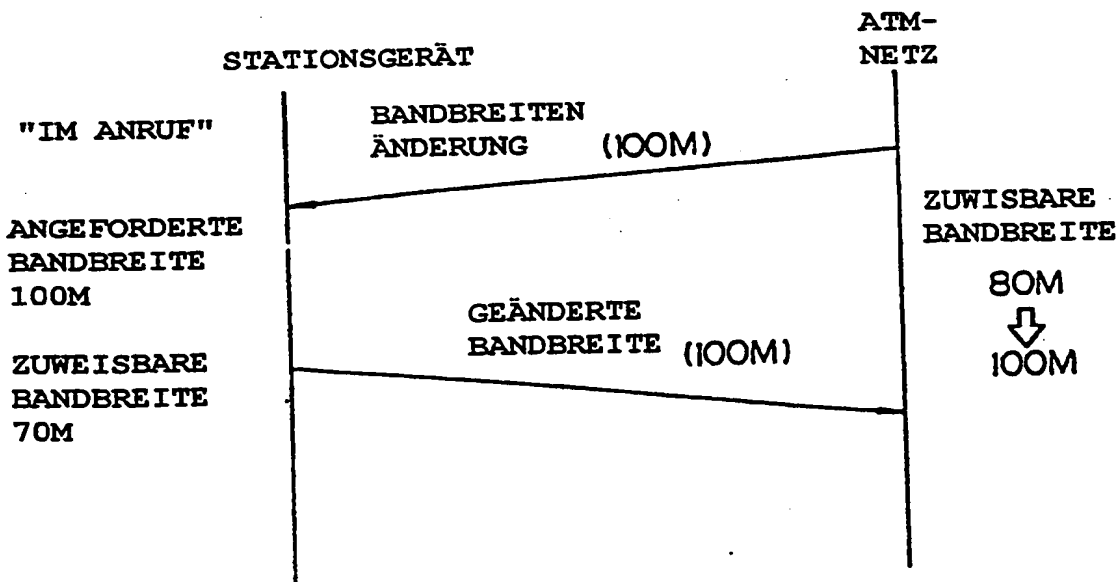 STATIONSGERÄT
ATM-
NETZ
"IM ANRUF"
BANDBREITEN
ÄNDERUNG (100M)
ANGEFORDERTE
BANDBREITE
100M
ZUWISBARE
BANDBREITE
80M
100M
GEÄNDERTE
BANDBREITE (100M)
ZUWEISBARE
BANDBREITE
70M